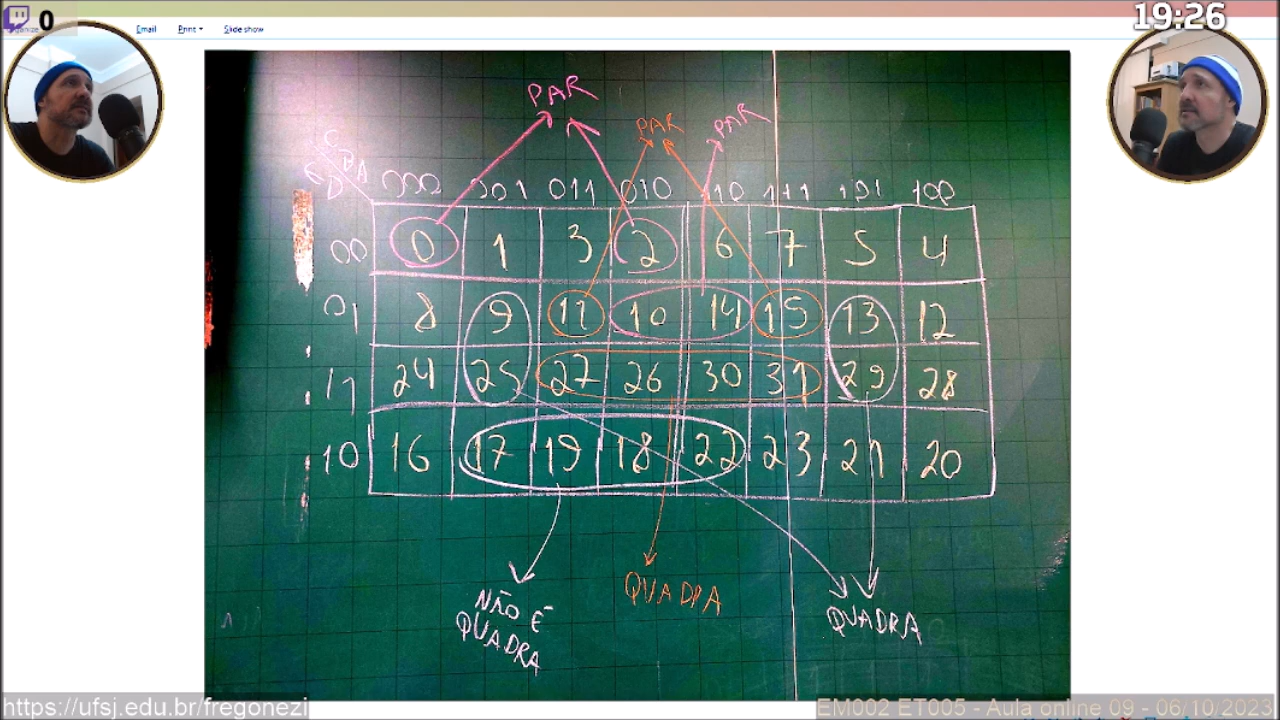 0
19:26
Email Print Slide show
PAR
PAR PAR
C B A
E D
000 001 011 010 110 111 101 100
00 0 1 3 2 6 7 5 4
01 8 9 11 10 14 15 13 12
11 24 25 27 26 30 31 29 28
10 16 17 19 18 22 23 21 20
NÃO É
QUADRA
QUADRA
QUADRA
https://ufsj.edu.br/fregonezi
EM002 ET005 - Aula online 09 - 06/10/2023